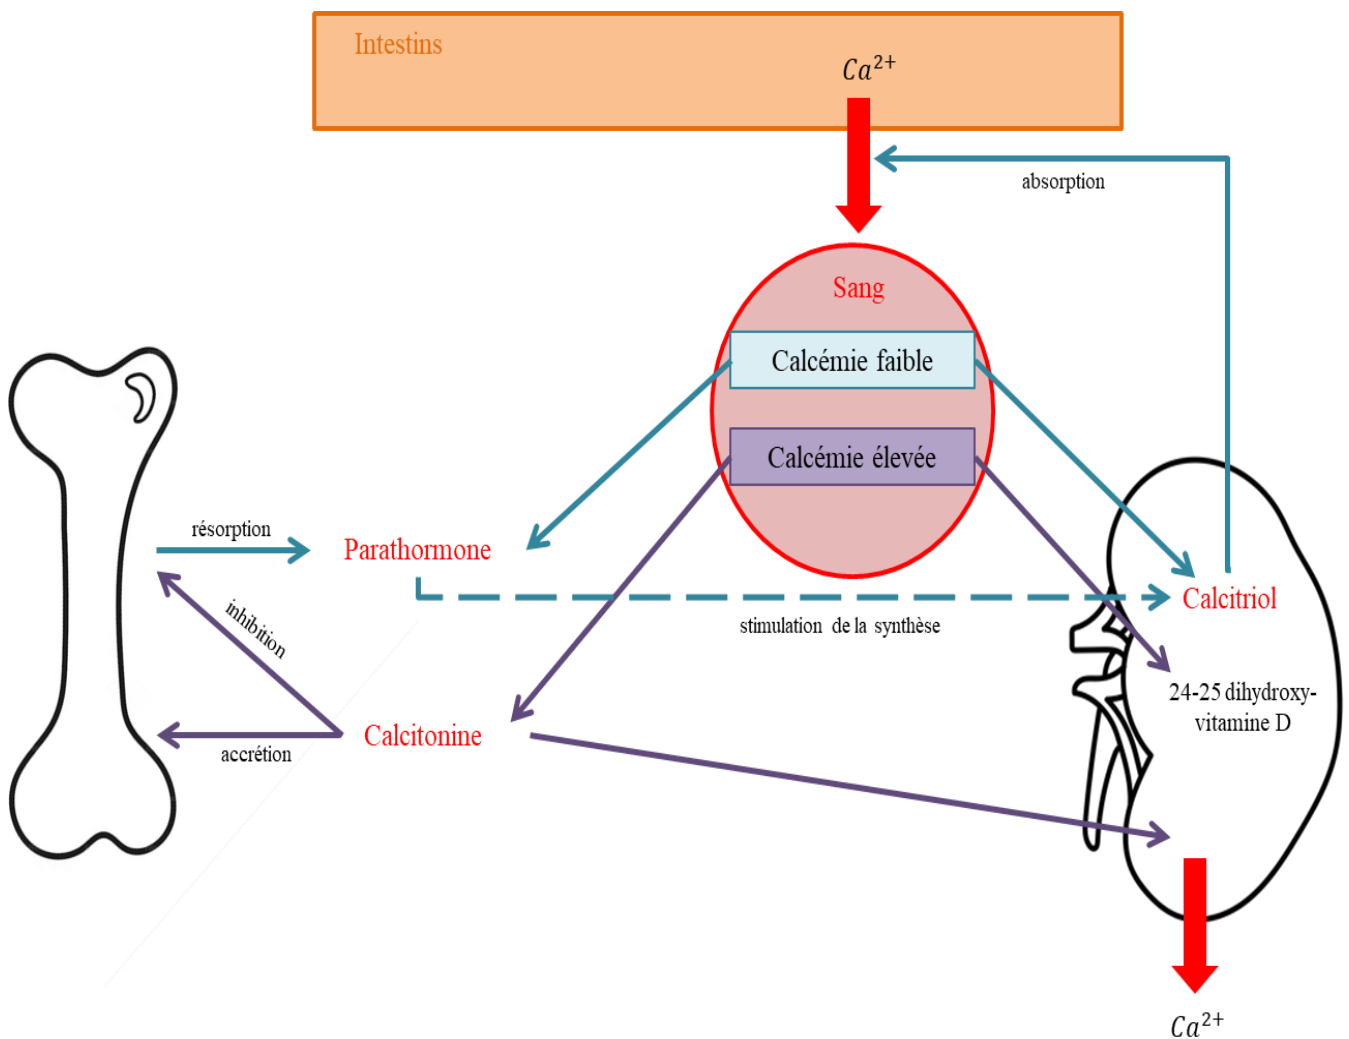 Intestins
Ca²⁺
absorption
Sang
Calcémie faible
Calcémie élevée
résorption
Parathormone
inhibition
stimulation de la synthèse
Calcitriol
24-25 dihydroxy-
vitamine D
Calcitonine
accrétion
Ca²⁺